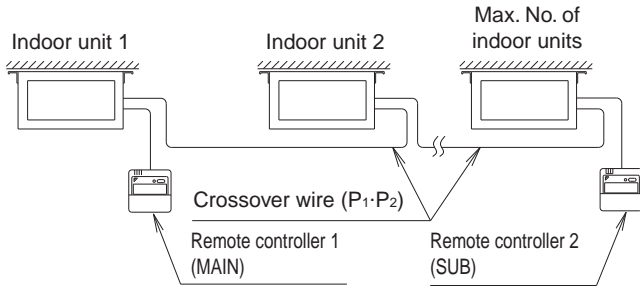 Indoor unit 1
Indoor unit 2
Max. No. of
indoor units
Crossover wire (P₁·P₂)
Remote controller 1
(MAIN)
Remote controller 2
(SUB)